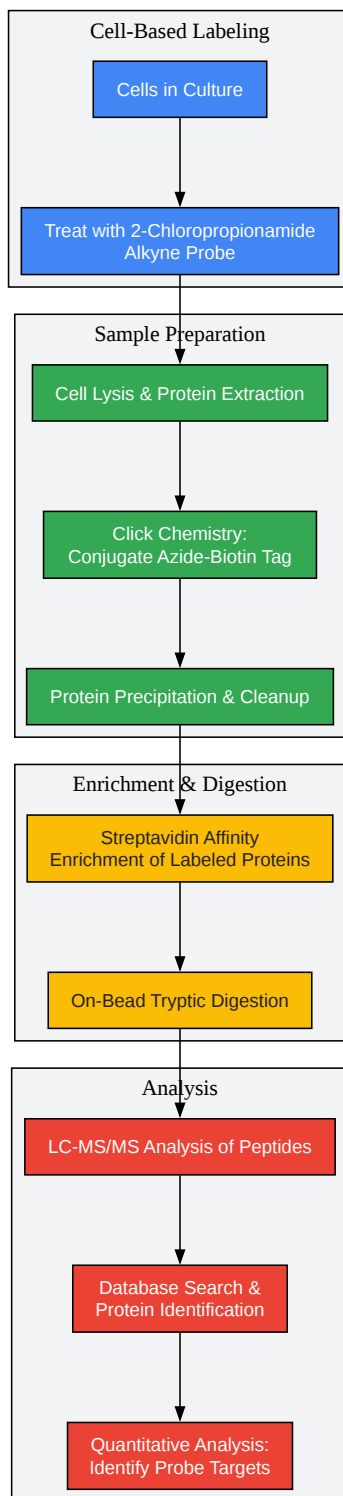 Cell-Based Labeling
Cells in Culture
Treat with 2-Chloropropionamide
Alkyne Probe
Sample Preparation
Cell Lysis & Protein Extraction
Click Chemistry:
Conjugate Azide-Biotin Tag
Protein Precipitation & Cleanup
Enrichment & Digestion
Streptavidin Affinity
Enrichment of Labeled Proteins
On-Bead Tryptic Digestion
Analysis
LC-MS/MS Analysis of Peptides
Database Search &
Protein Identification
Quantitative Analysis:
Identify Probe Targets